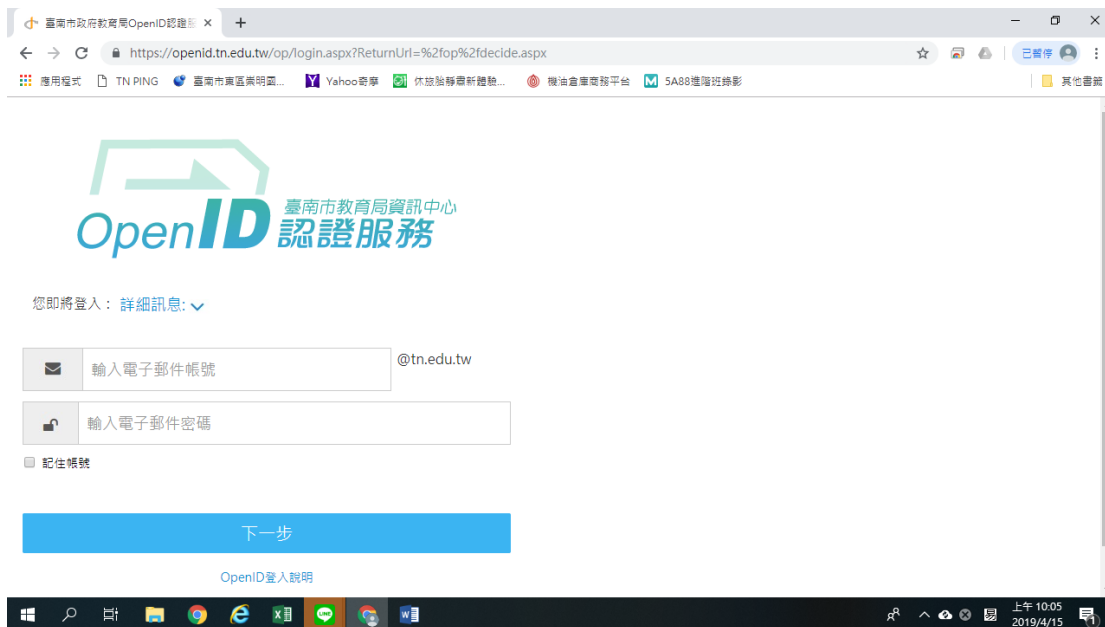 臺南市政府教育局OpenID認證
https://openid.tn.edu.tw/op/login.aspx?ReturnUrl=%2fop%2fdecide.aspx
已暫停
應用程式 TN PING 臺南市東區崇明國... Yahoo奇摩 休旅胎靜肅新體驗... 機油倉庫商務平台 5A88進階班錄影 其他書籤
OpenID
臺南市教育局資訊中心
認證服務
您即將登入： 詳細訊息:
輸入電子郵件帳號 @tn.edu.tw
輸入電子郵件密碼
記住帳號
下一步
OpenID登入說明
上午 10:05
2019/4/15